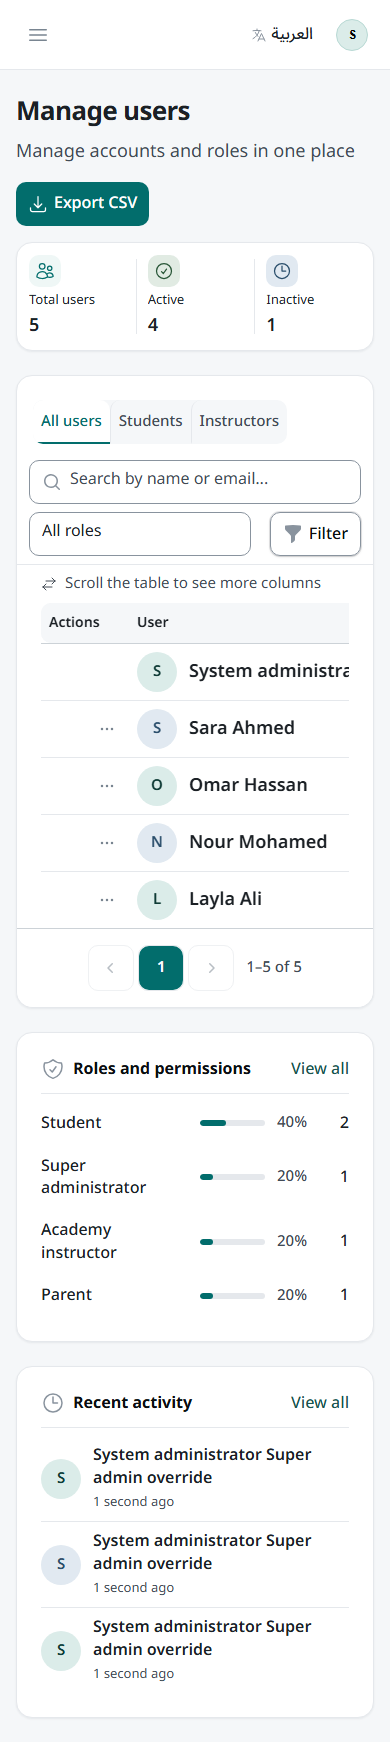 العربية
S
Manage users
Manage accounts and roles in one place
Export CSV
Total users
5
Active
4
Inactive
1
All users
Students
Instructors
Search by name or email...
All roles
Filter
Scroll the table to see more columns
Actions
User
S
System administra
S
Sara Ahmed
O
Omar Hassan
N
Nour Mohamed
L
Layla Ali
1
1–5 of 5
Roles and permissions
View all
Student
40%
2
Super
administrator
20%
1
Academy
instructor
20%
1
Parent
20%
1
Recent activity
View all
S
System administrator Super
admin override
1 second ago
S
System administrator Super
admin override
1 second ago
S
System administrator Super
admin override
1 second ago